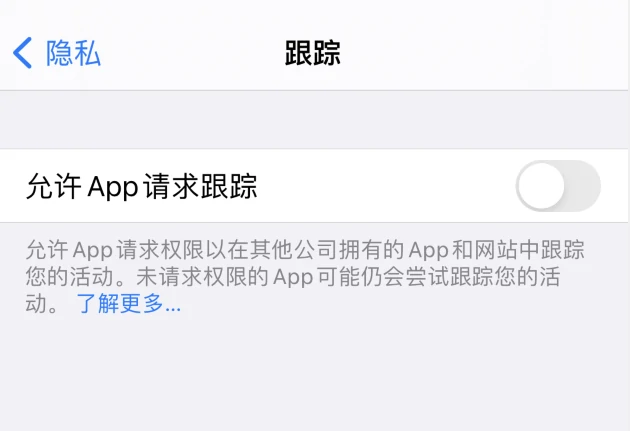 隐私
跟踪
允许App请求跟踪
允许App请求权限以在其他公司拥有的App和网站中跟踪
您的活动。未请求权限的App可能仍会尝试跟踪您的活
动。 了解更多...